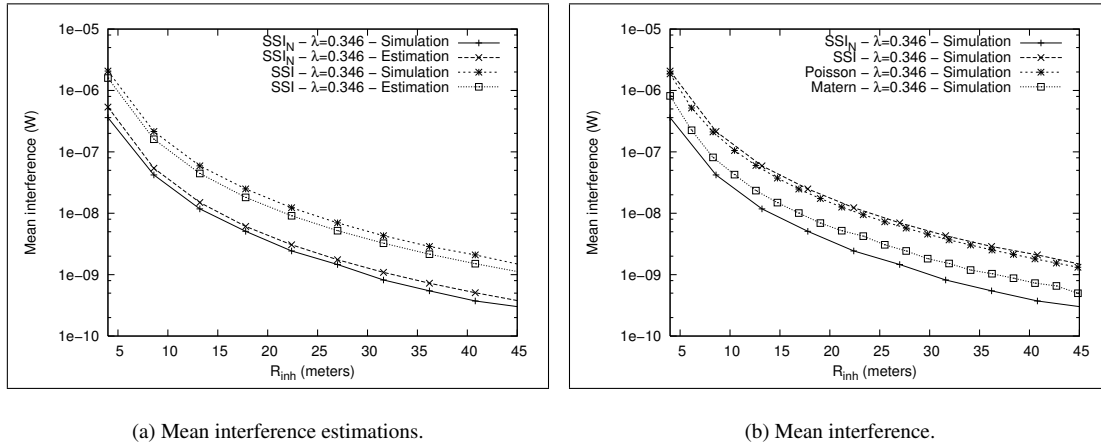 1e−05
1e−06
1e−07
1e−08
1e−09
1e−10
Mean interference (W)
5 10 15 20 25 30 35 40 45
R_inh (meters)
SSI_N − λ=0.346 − Simulation
SSI_N − λ=0.346 − Estimation
SSI − λ=0.346 − Simulation
SSI − λ=0.346 − Estimation
(a) Mean interference estimations.
1e−05
1e−06
1e−07
1e−08
1e−09
1e−10
Mean interference (W)
5 10 15 20 25 30 35 40 45
R_inh (meters)
SSI_N − λ=0.346 − Simulation
SSI − λ=0.346 − Simulation
Poisson − λ=0.346 − Simulation
Matern − λ=0.346 − Simulation
(b) Mean interference.